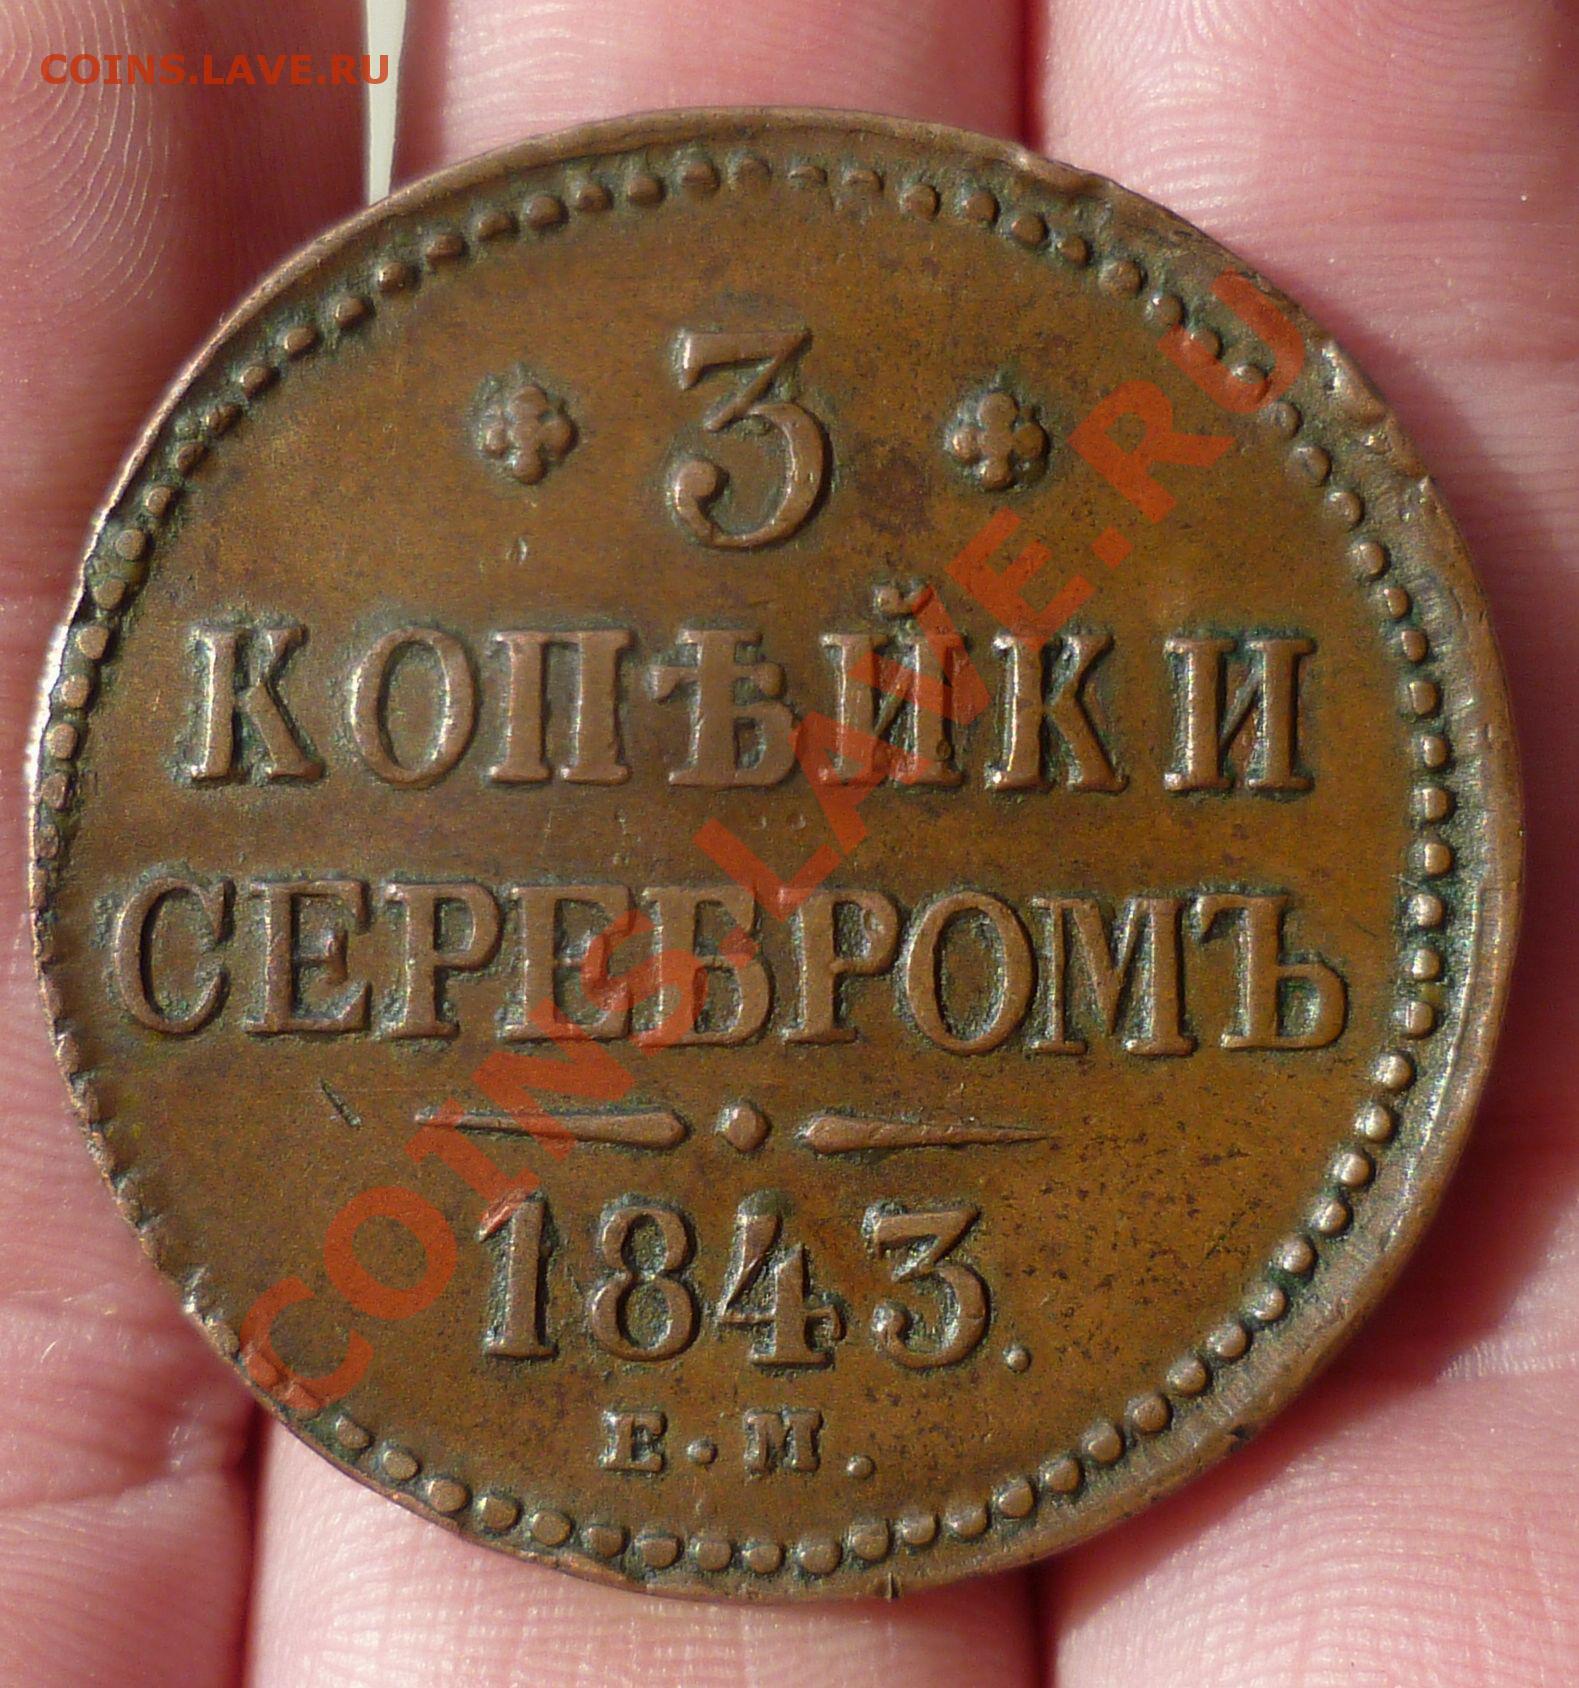 COINS.LAVE.RU
3
КОПѢЙКИ
СЕРЕБРОМЪ
1843.
Е.М.
COINS.LAVE.RU